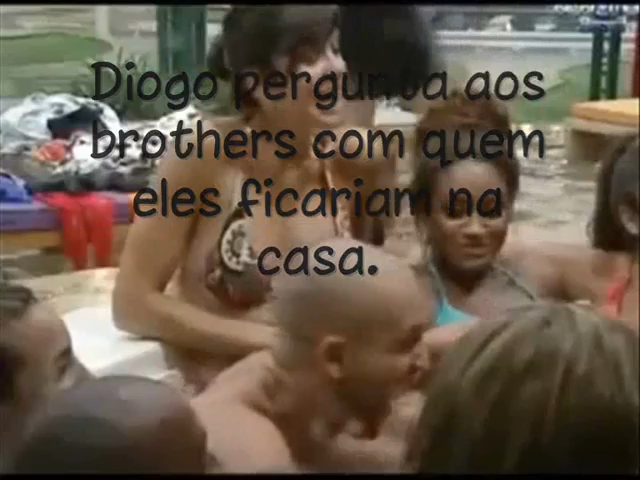 Diogo pergunta aos
brothers com quem
eles ficariam na
casa.